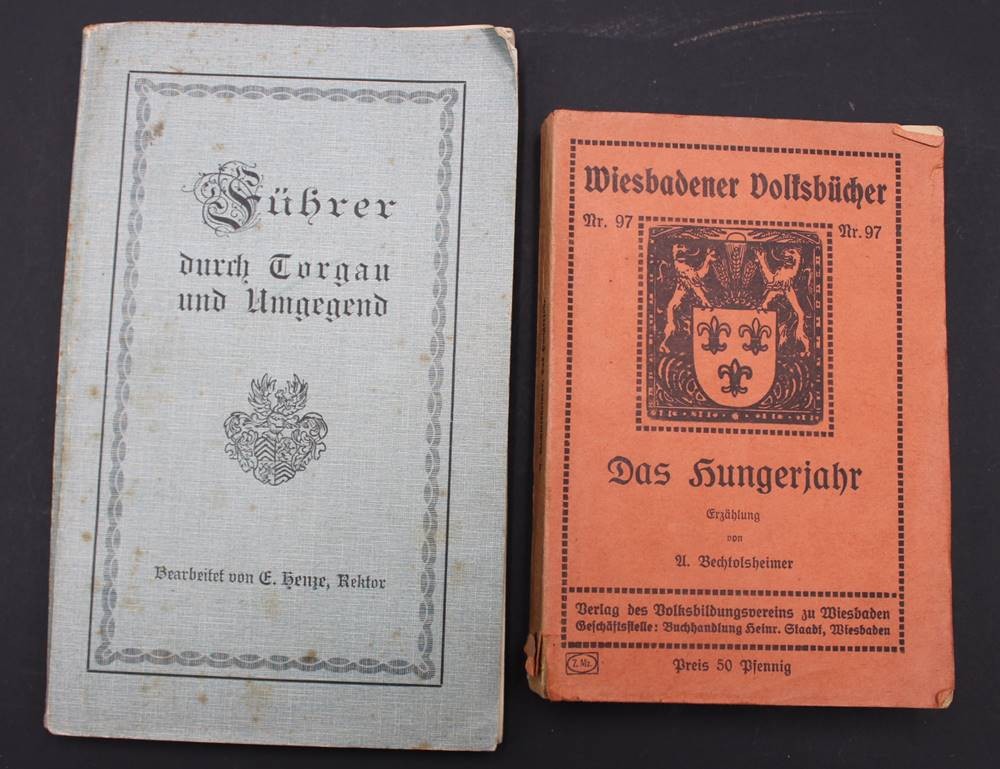 Führer
durch Torgau
und Umgegend
Bearbeitet von E. Henze, Rektor
Wiesbadener Volksbücher
Nr. 97
Nr. 97
Das Hungerjahr
Erzählung
von
A. Bechtolsheimer
Verlag des Volksbildungsvereins zu Wiesbaden
Geschäftsstelle: Buchhandlung Heinr. Staadt, Wiesbaden
Z. Mz.
Preis 50 Pfennig